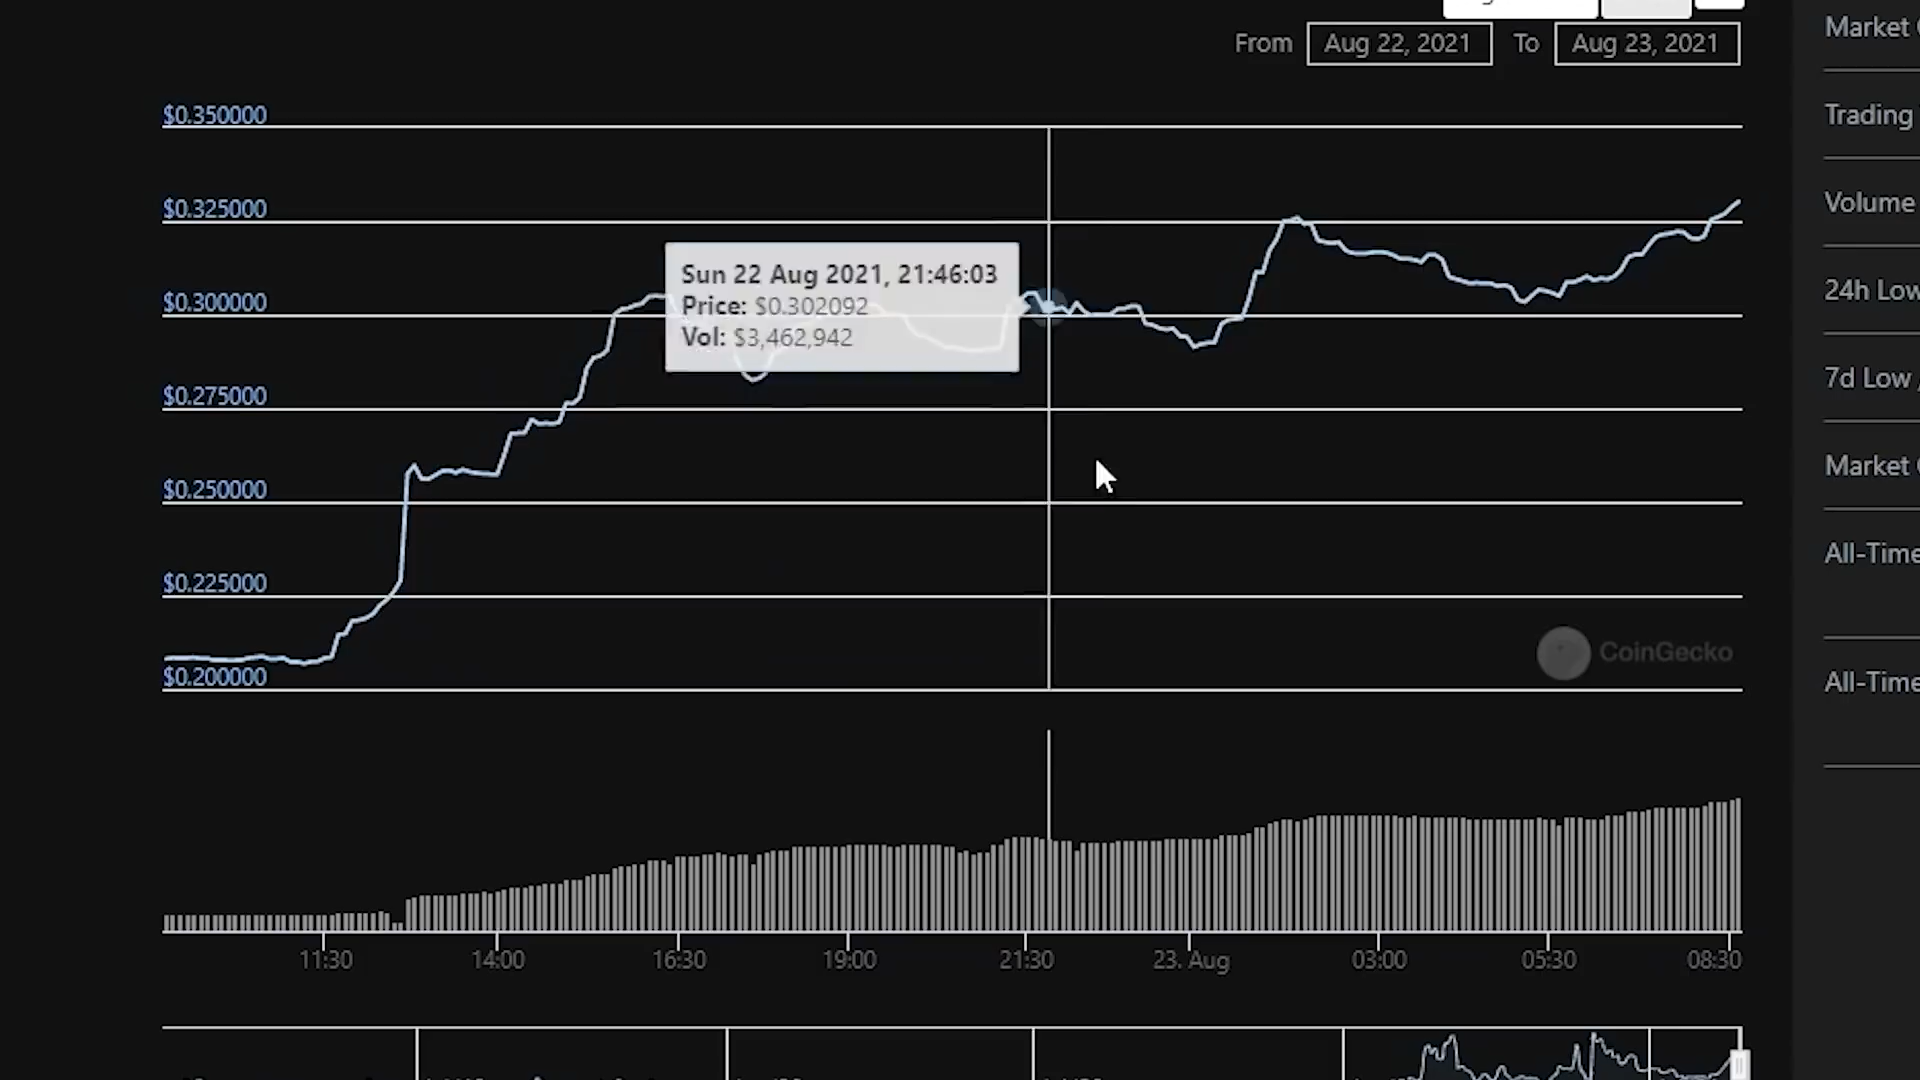 Market
From Aug 22, 2021 To Aug 23, 2021
$0.350000
Trading
$0.325000
Volume
Sun 22 Aug 2021, 21:46:03
Price: $0.302092
Vol: $3,462,942
24h Low
$0.300000
7d Low
$0.275000
Market
$0.250000
All-Time
$0.225000
CoinGecko
$0.200000
All-Time
11:30 14:00 16:30 19:00 21:30 23. Aug 03:00 05:30 08:30